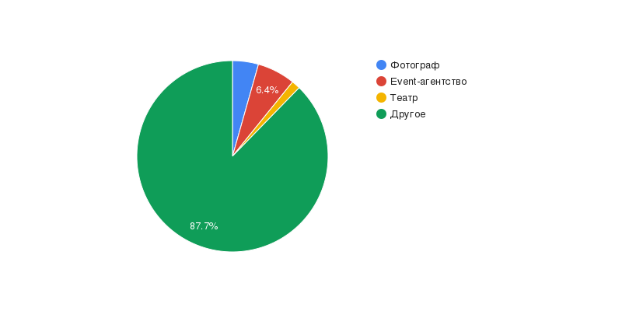 Фотограф
Event-агентство
Театр
Другое
6.4%
87.7%